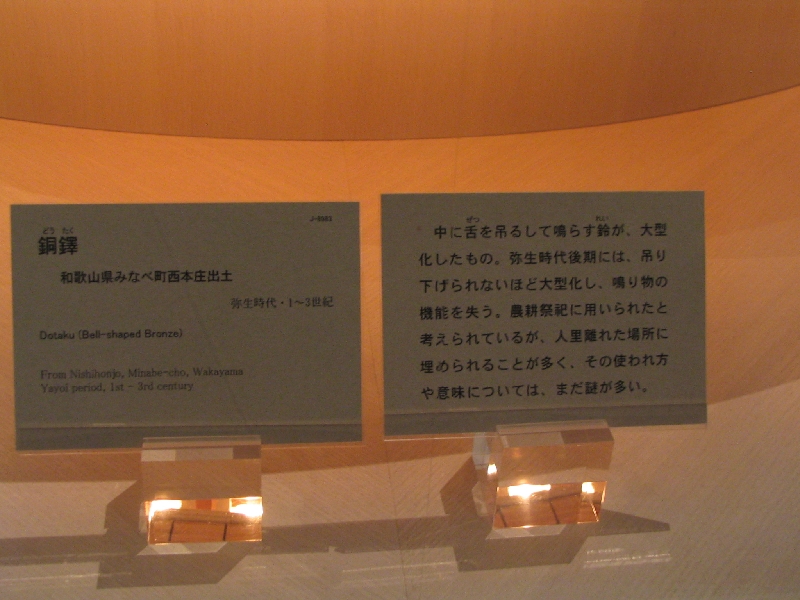 どう たく
銅鐸
和歌山県みなべ町西本庄出土
弥生時代・1～3世紀
Dotaku (Bell-shaped Bronze)
From Nishihonjo, Minabe-cho, Wakayama
Yayoi period, 1st - 3rd century
ぜつ れい
中に舌を吊るして鳴らす鈴が、大型
化したもの。弥生時代後期には、吊り
下げられないほど大型化し、鳴り物の
機能を失う。農耕祭祀に用いられたと
考えられているが、人里離れた場所に
埋められることが多く、その使われ方
や意味については、まだ謎が多い。